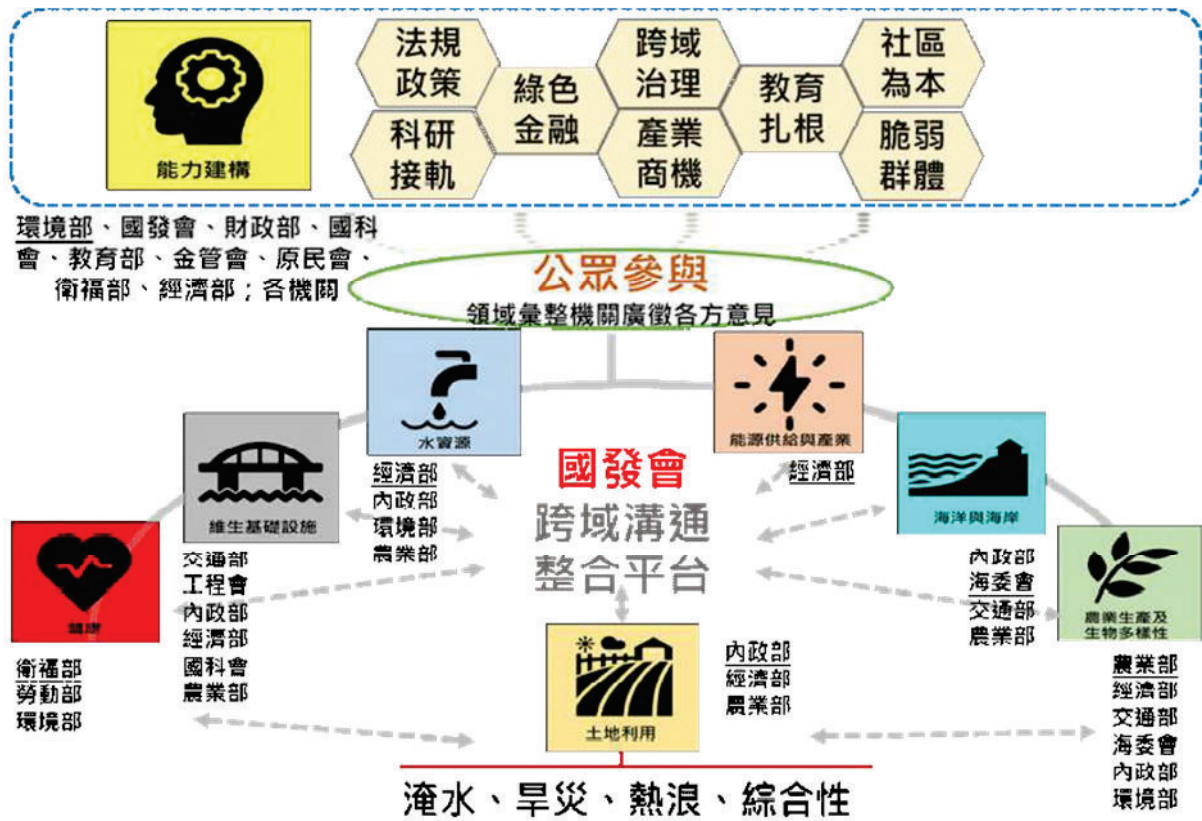 能力建構
法規
政策
綠色
金融
跨域
治理
教育
扎根
社區
為本
科研
接軌
產業
商機
脆弱
群體
環境部、國發會、財政部、國科
會、教育部、金管會、原民會、
衛福部、經濟部；各機關
公眾參與
領域彙整機關廣徵各方意見
水資源
經濟部
內政部
環境部
農業部
能源供給與產業
經濟部
維生基礎設施
交通部
工程會
內政部
經濟部
國科會
農業部
國發會
跨域溝通
整合平台
海洋與海岸
內政部
海委會
交通部
農業部
健康
衛福部
勞動部
環境部
農業生產及
生物多樣性
農業部
經濟部
交通部
海委會
內政部
環境部
土地利用
內政部
經濟部
農業部
淹水、旱災、熱浪、綜合性